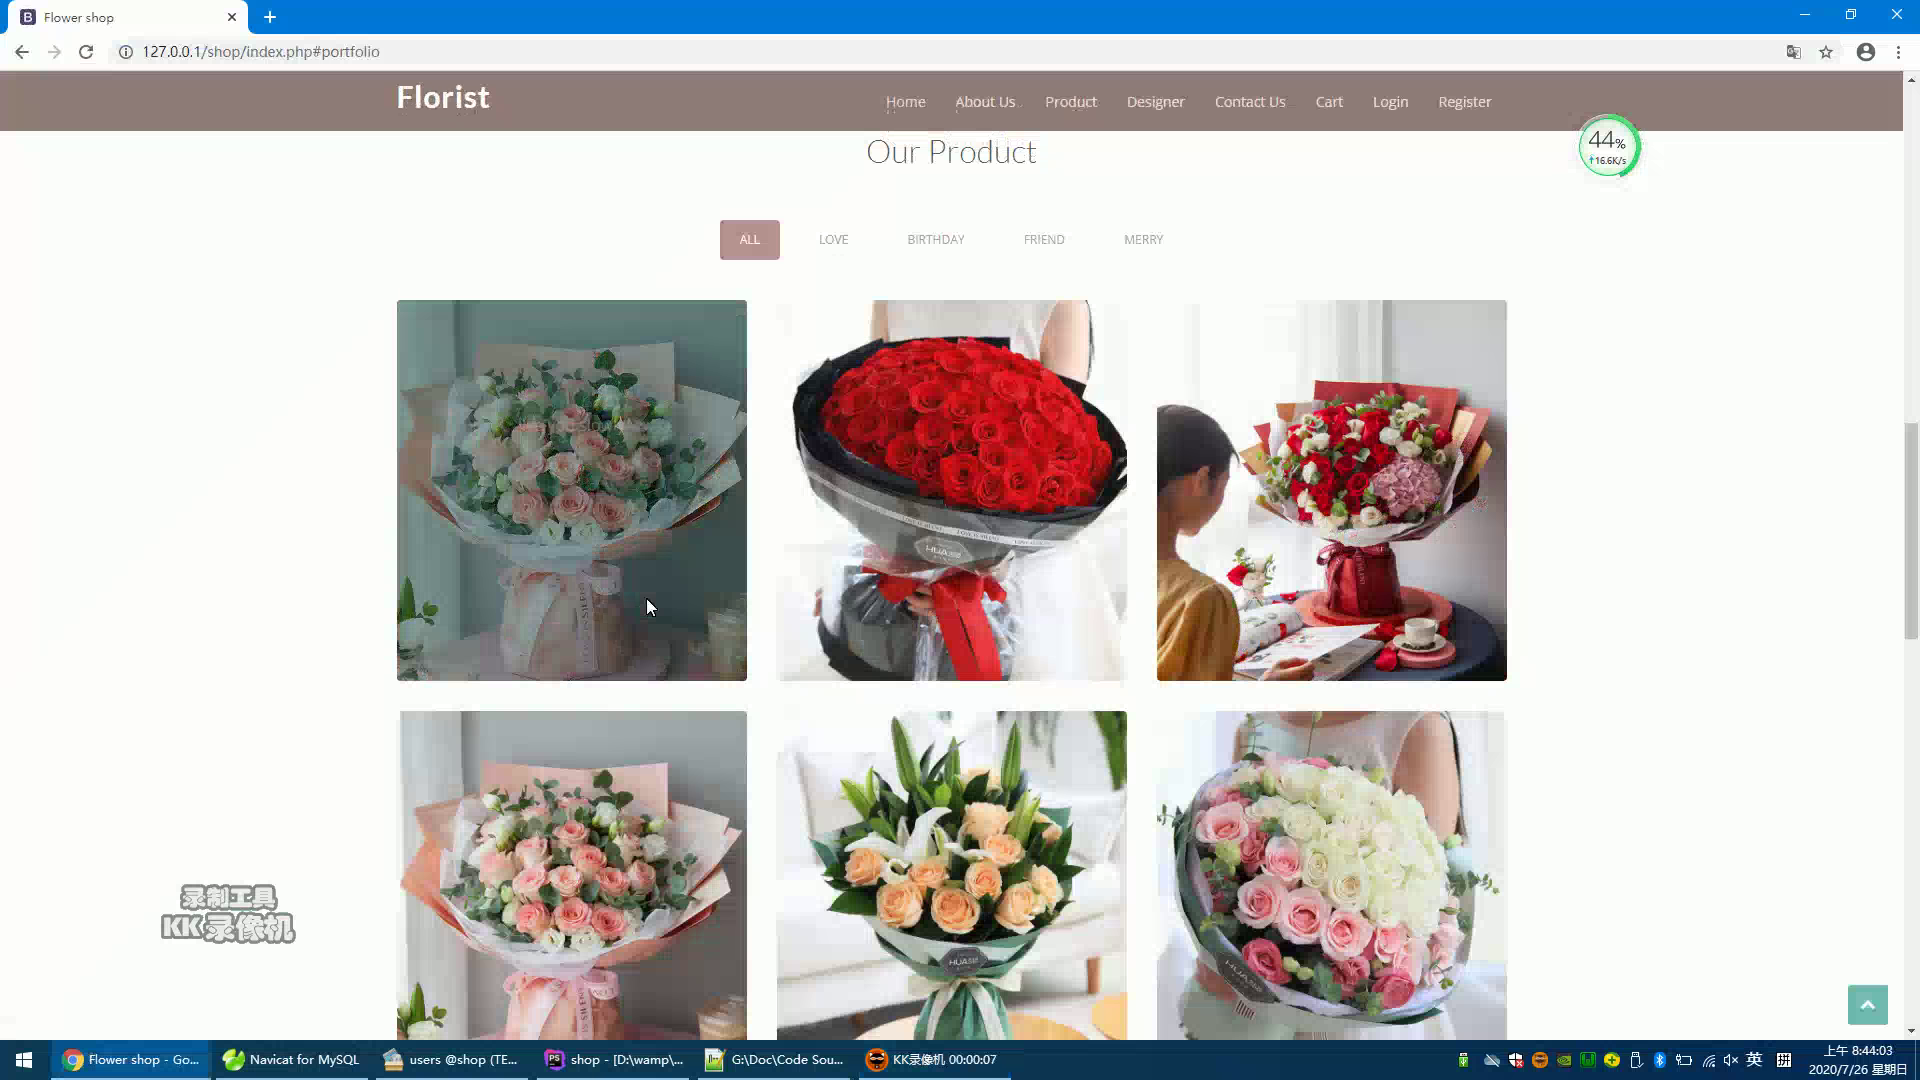 Flower shop
127.0.0.1/shop/index.php#portfolio
Florist
Home
About Us
Product
Designer
Contact Us
Cart
Login
Register
44%
↑16.6K/s
Our Product
ALL
LOVE
BIRTHDAY
FRIEND
MERRY
录制工具
KK录像机
Flower shop - Go...
Navicat for MySQL
users @shop (TE...
shop - [D:\wamp\...
G:\Doc\Code Sou...
KK录像机 00:00:07
英
拼
上午 8:44:03
2020/7/26 星期日